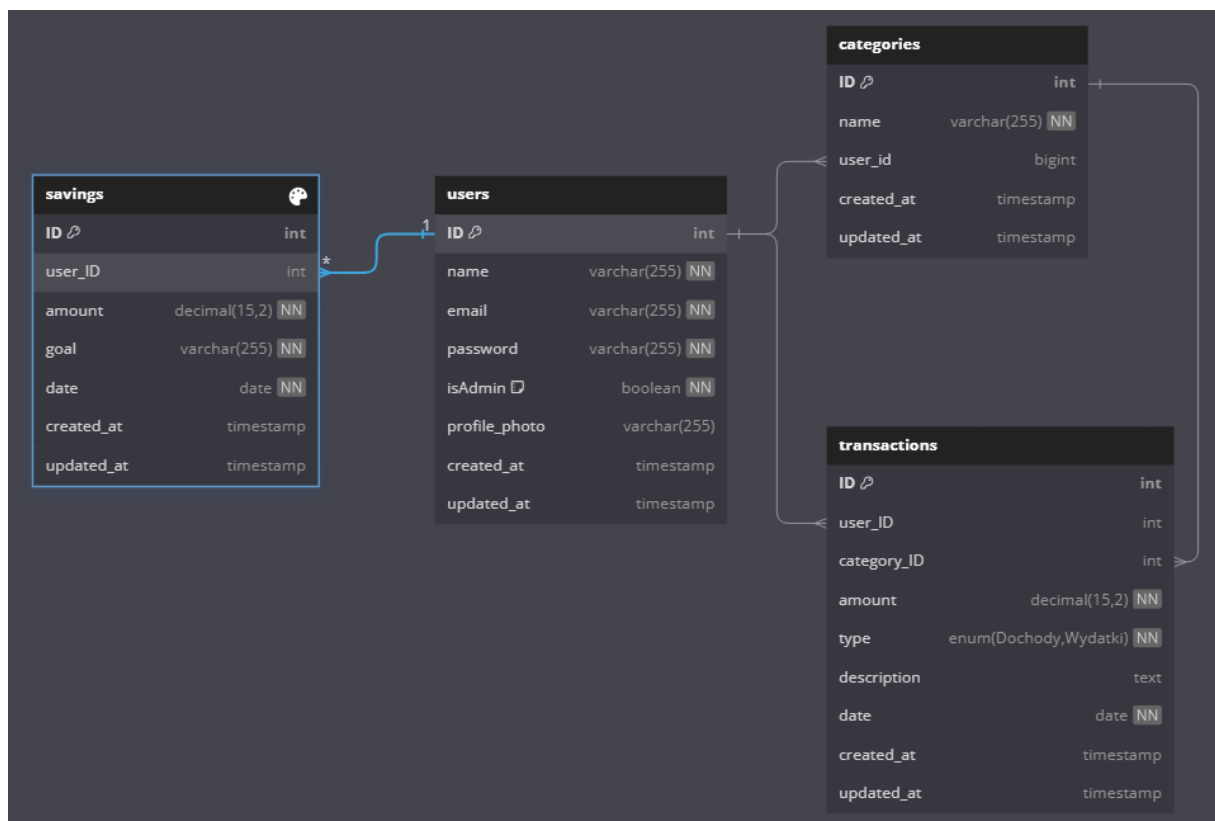 savings
ID int
user_ID int
amount decimal(15,2) NN
goal varchar(255) NN
date date NN
created_at timestamp
updated_at timestamp
*
1
users
ID int
name varchar(255) NN
email varchar(255) NN
password varchar(255) NN
isAdmin boolean NN
profile_photo varchar(255)
created_at timestamp
updated_at timestamp
categories
ID int
name varchar(255) NN
user_id bigint
created_at timestamp
updated_at timestamp
transactions
ID int
user_ID int
category_ID int
amount decimal(15,2) NN
type enum(Dochody,Wydatki) NN
description text
date date NN
created_at timestamp
updated_at timestamp